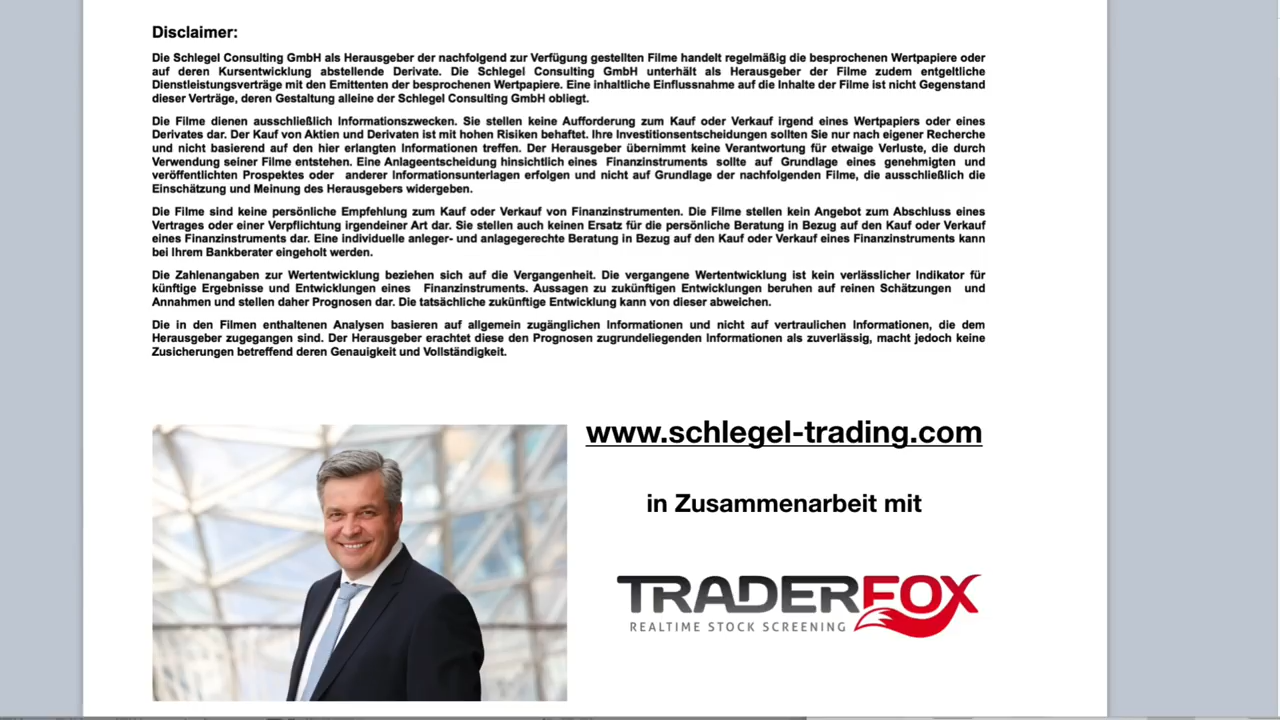 Disclaimer:
Die Schlegel Consulting GmbH als Herausgeber der nachfolgend zur Verfügung gestellten Filme handelt regelmäßig die besprochenen Wertpapiere oder
auf deren Kursentwicklung abstellende Derivate. Die Schlegel Consulting GmbH unterhält als Herausgeber der Filme zudem entgeltliche
Dienstleistungsverträge mit den Emittenten der besprochenen Wertpapiere. Eine inhaltliche Einflussnahme auf die Inhalte der Filme ist nicht Gegenstand
dieser Verträge, deren Gestaltung alleine der Schlegel Consulting GmbH obliegt.
Die Filme dienen ausschließlich Informationszwecken. Sie stellen keine Aufforderung zum Kauf oder Verkauf irgend eines Wertpapiers oder eines
Derivates dar. Der Kauf von Aktien und Derivaten ist mit hohen Risiken behaftet. Ihre Investitionsentscheidungen sollten Sie nur nach eigener Recherche
und nicht basierend auf den hier erlangten Informationen treffen. Der Herausgeber übernimmt keine Verantwortung für etwaige Verluste, die durch
Verwendung seiner Filme entstehen. Eine Anlageentscheidung hinsichtlich eines Finanzinstruments sollte auf Grundlage eines genehmigten und
veröffentlichten Prospektes oder anderer Informationsunterlagen erfolgen und nicht auf Grundlage der nachfolgenden Filme, die ausschließlich die
Einschätzung und Meinung des Herausgebers widergeben.
Die Filme sind keine persönliche Empfehlung zum Kauf oder Verkauf von Finanzinstrumenten. Die Filme stellen kein Angebot zum Abschluss eines
Vertrages oder einer Verpflichtung irgendeiner Art dar. Sie stellen auch keinen Ersatz für die persönliche Beratung in Bezug auf den Kauf oder Verkauf
eines Finanzinstruments dar. Eine individuelle anleger- und anlagegerechte Beratung in Bezug auf den Kauf oder Verkauf eines Finanzinstruments kann
bei Ihrem Bankberater eingeholt werden.
Die Zahlenangaben zur Wertentwicklung beziehen sich auf die Vergangenheit. Die vergangene Wertentwicklung ist kein verlässlicher Indikator für
künftige Ergebnisse und Entwicklungen eines Finanzinstruments. Aussagen zu zukünftigen Entwicklungen beruhen auf reinen Schätzungen und
Annahmen und stellen daher Prognosen dar. Die tatsächliche zukünftige Entwicklung kann von dieser abweichen.
Die in den Filmen enthaltenen Analysen basieren auf allgemein zugänglichen Informationen und nicht auf vertraulichen Informationen, die dem
Herausgeber zugegangen sind. Der Herausgeber erachtet diese den Prognosen zugrundeliegenden Informationen als zuverlässig, macht jedoch keine
Zusicherungen betreffend deren Genauigkeit und Vollständigkeit.
www.schlegel-trading.com
in Zusammenarbeit mit
TRADERFOX
REALTIME STOCK SCREENING